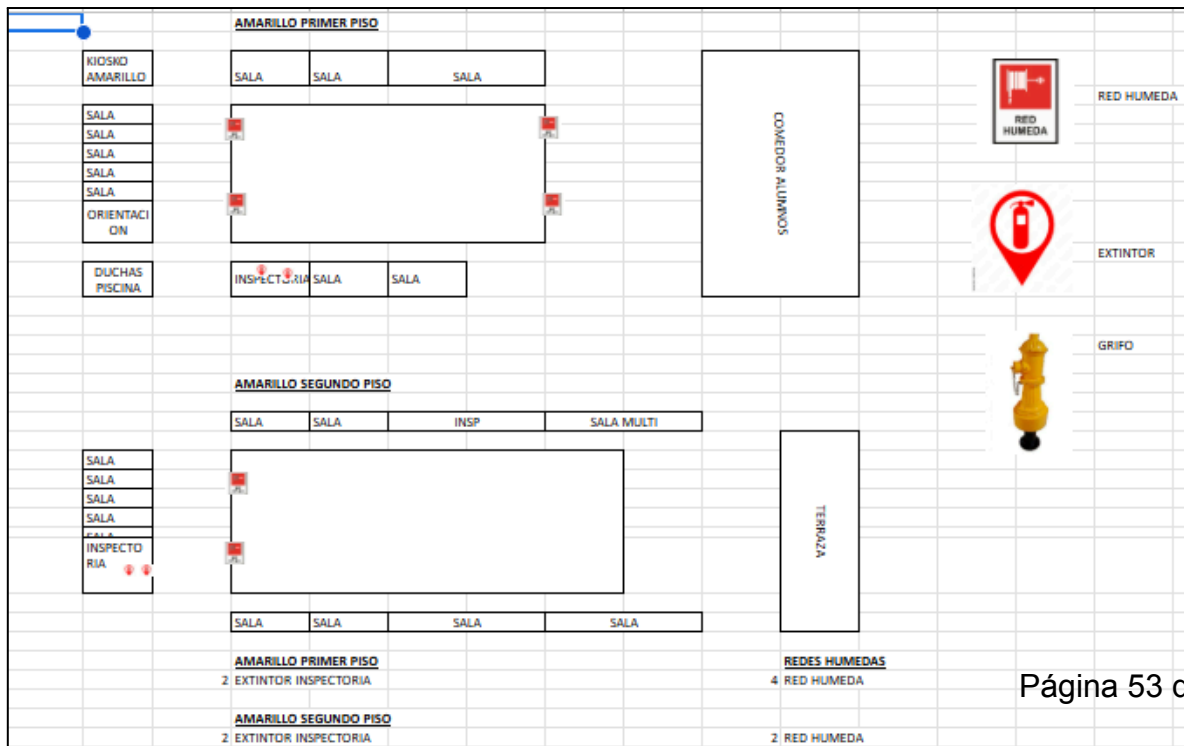 AMARILLO PRIMER PISO
KIOSKO
AMARILLO
SALA SALA SALA
SALA
SALA
SALA
SALA
SALA
ORIENTACI
ON
COMEDOR ALUMNOS
DUCHAS
PISCINA
INSPECTORIA SALA SALA
RED
HUMEDA
RED HUMEDA
EXTINTOR
GRIFO
AMARILLO SEGUNDO PISO
SALA SALA INSP SALA MULTI
SALA
SALA
SALA
SALA
SALA
INSPECTO
RIA
TERRAZA
SALA SALA SALA SALA
AMARILLO PRIMER PISO REDES HUMEDAS
2 EXTINTOR INSPECTORIA 4 RED HUMEDA
Página 53 d
AMARILLO SEGUNDO PISO
2 EXTINTOR INSPECTORIA 2 RED HUMEDA